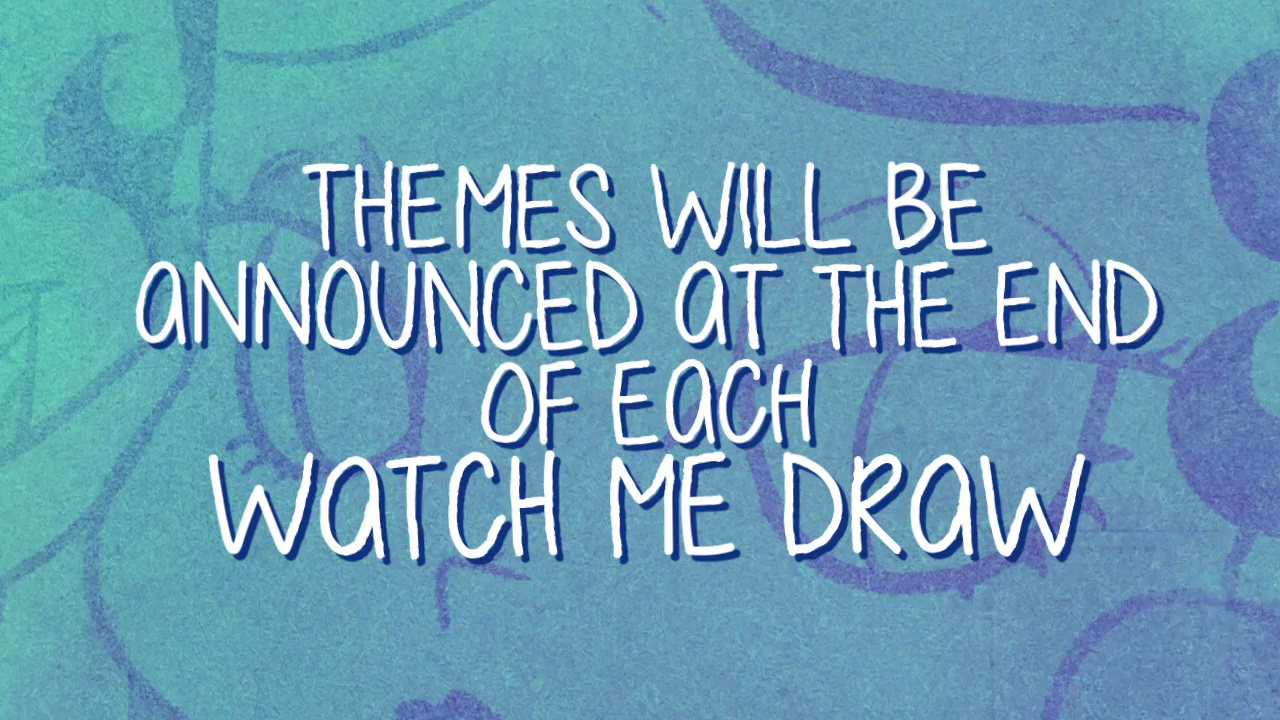 THEMES WILL BE
ANNOUNCED AT THE END
OF EACH
WATCH ME DRAW